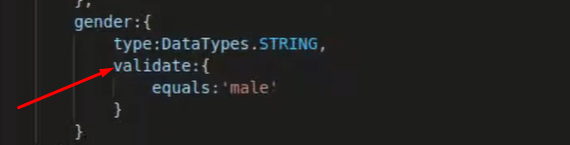 },
gender:{
type:DataTypes.STRING,
validate:{
equals:'male'
}
}